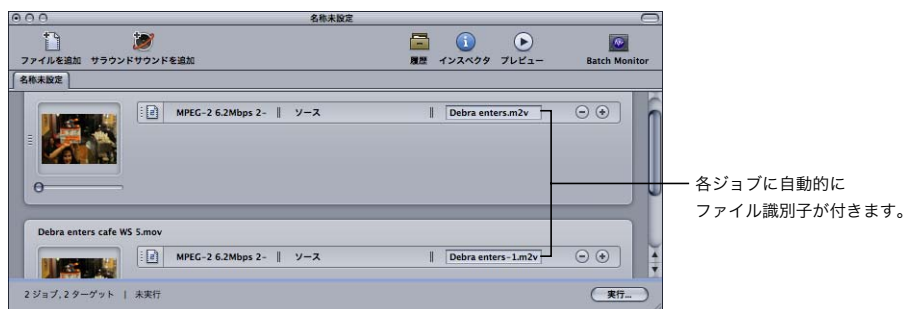 名称未設定
ファイルを追加 サラウンドサウンドを追加 履歴 インスペクタ プレビュー Batch Monitor
名称未設定
MPEG-2 6.2Mbps 2- ソース Debra enters.m2v
各ジョブに自動的に
ファイル識別子が付きます。
Debra enters cafe WS 5.mov
MPEG-2 6.2Mbps 2- ソース Debra enters-1.m2v
2 ジョブ, 2 ターゲット | 未実行 実行...